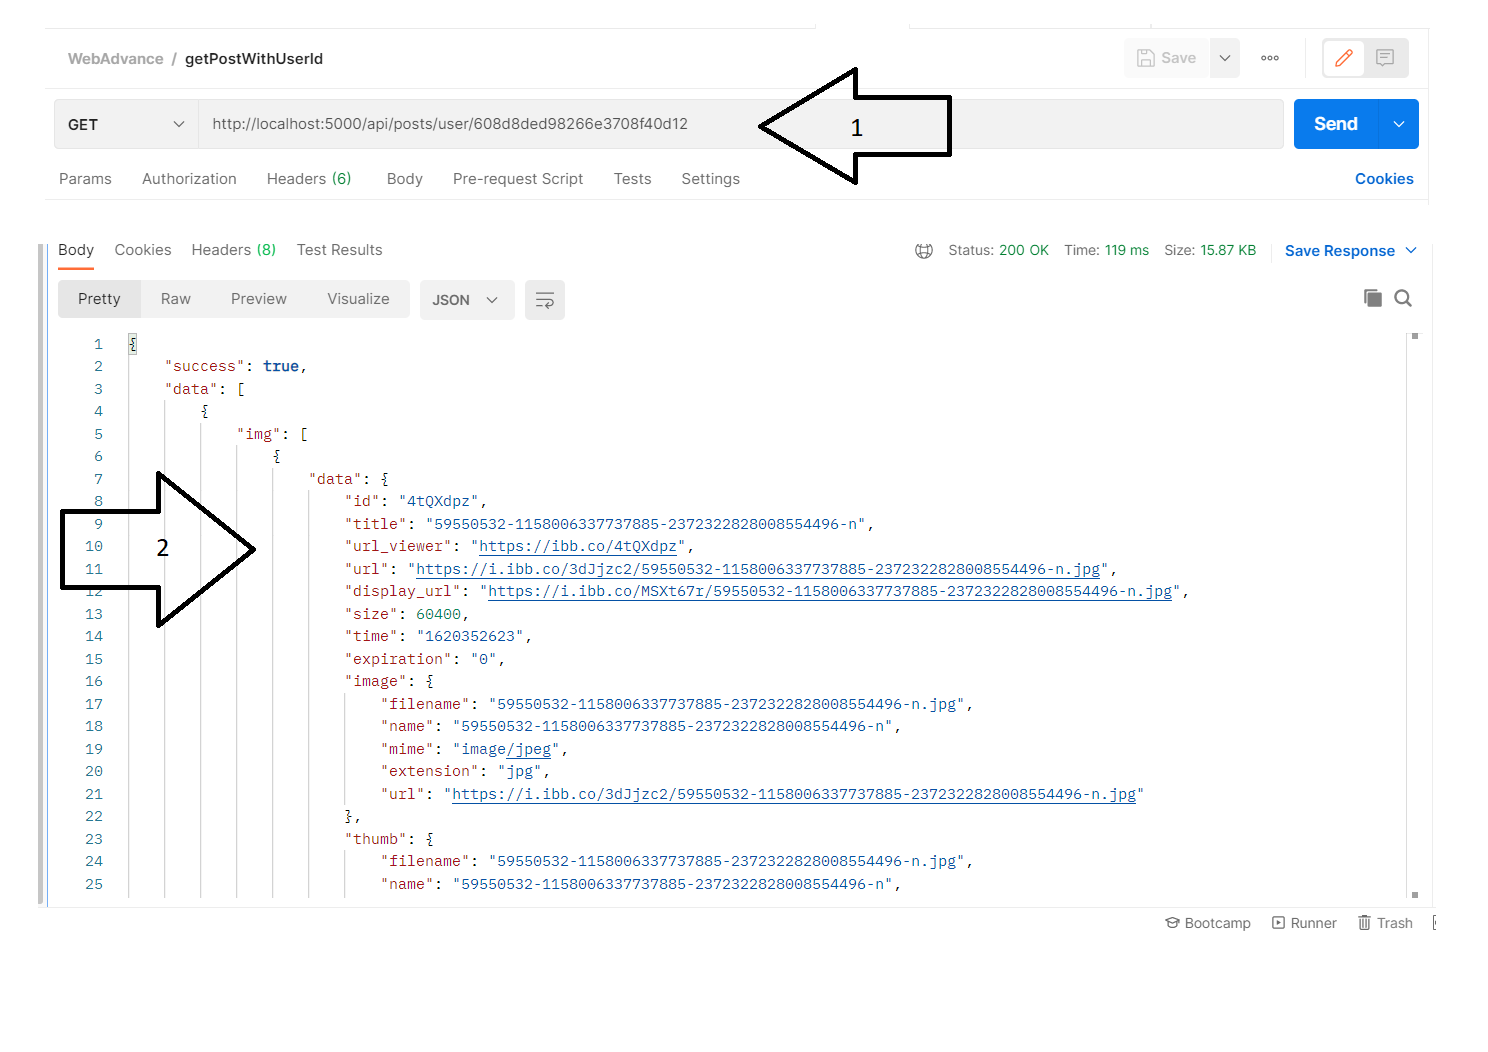 WebAdvance / getPostWithUserId
Save
GET http://localhost:5000/api/posts/user/608d8ded98266e3708f40d12 1 Send
Params Authorization Headers (6) Body Pre-request Script Tests Settings Cookies
Body Cookies Headers (8) Test Results Status: 200 OK Time: 119 ms Size: 15.87 KB Save Response
Pretty Raw Preview Visualize JSON
1 {
2 "success": true,
3 "data": [
4 {
5 "img": [
6 {
7 "data": {
8 "id": "4tQXdpz",
9 "title": "59550532-1158006337737885-2372322828008554496-n",
10 "url_viewer": "https://ibb.co/4tQXdpz",
11 "url": "https://i.ibb.co/3dJjzc2/59550532-1158006337737885-2372322828008554496-n.jpg",
12 "display_url": "https://i.ibb.co/MSXt67r/59550532-1158006337737885-2372322828008554496-n.jpg",
13 "size": 60400,
14 "time": "1620352623",
15 "expiration": "0",
16 "image": {
17 "filename": "59550532-1158006337737885-2372322828008554496-n.jpg",
18 "name": "59550532-1158006337737885-2372322828008554496-n",
19 "mime": "image/jpeg",
20 "extension": "jpg",
21 "url": "https://i.ibb.co/3dJjzc2/59550532-1158006337737885-2372322828008554496-n.jpg"
22 },
23 "thumb": {
24 "filename": "59550532-1158006337737885-2372322828008554496-n.jpg",
25 "name": "59550532-1158006337737885-2372322828008554496-n",
2
Bootcamp Runner Trash